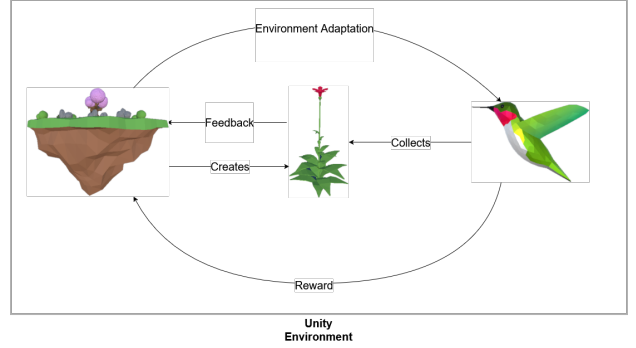 Environment Adaptation
Feedback
Collects
Creates
Reward
Unity
Environment